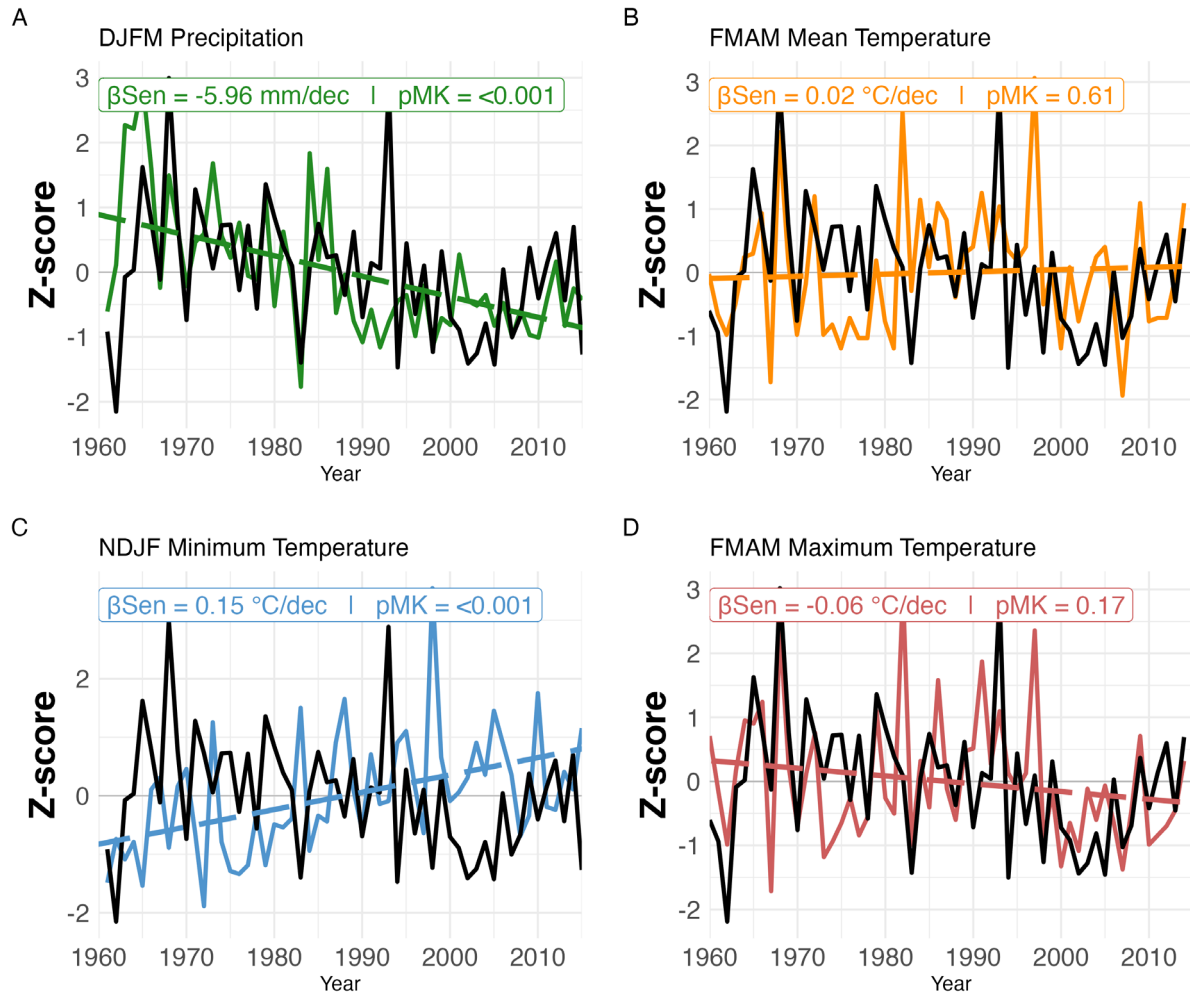 A
DJFM Precipitation
βSen = -5.96 mm/dec | pMK = <0.001
Z-score
3
2
1
0
-1
-2
1960 1970 1980 1990 2000 2010
Year
B
FMAM Mean Temperature
βSen = 0.02 °C/dec | pMK = 0.61
Z-score
3
2
1
0
-1
-2
1960 1970 1980 1990 2000 2010
Year
C
NDJF Minimum Temperature
βSen = 0.15 °C/dec | pMK = <0.001
Z-score
2
0
-2
1960 1970 1980 1990 2000 2010
Year
D
FMAM Maximum Temperature
βSen = -0.06 °C/dec | pMK = 0.17
Z-score
3
2
1
0
-1
-2
1960 1970 1980 1990 2000 2010
Year